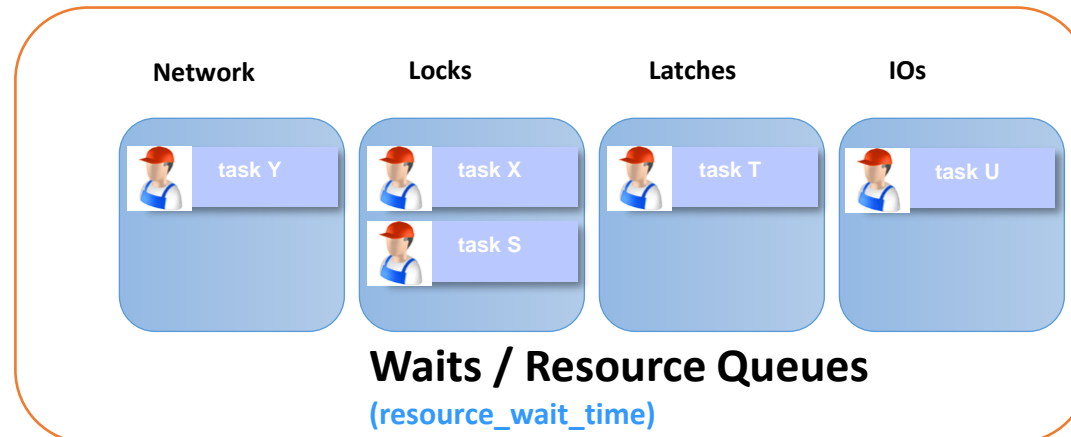 Network
Locks
Latches
IOs
task Y
task X
task T
task U
task S
Waits / Resource Queues
(resource_wait_time)